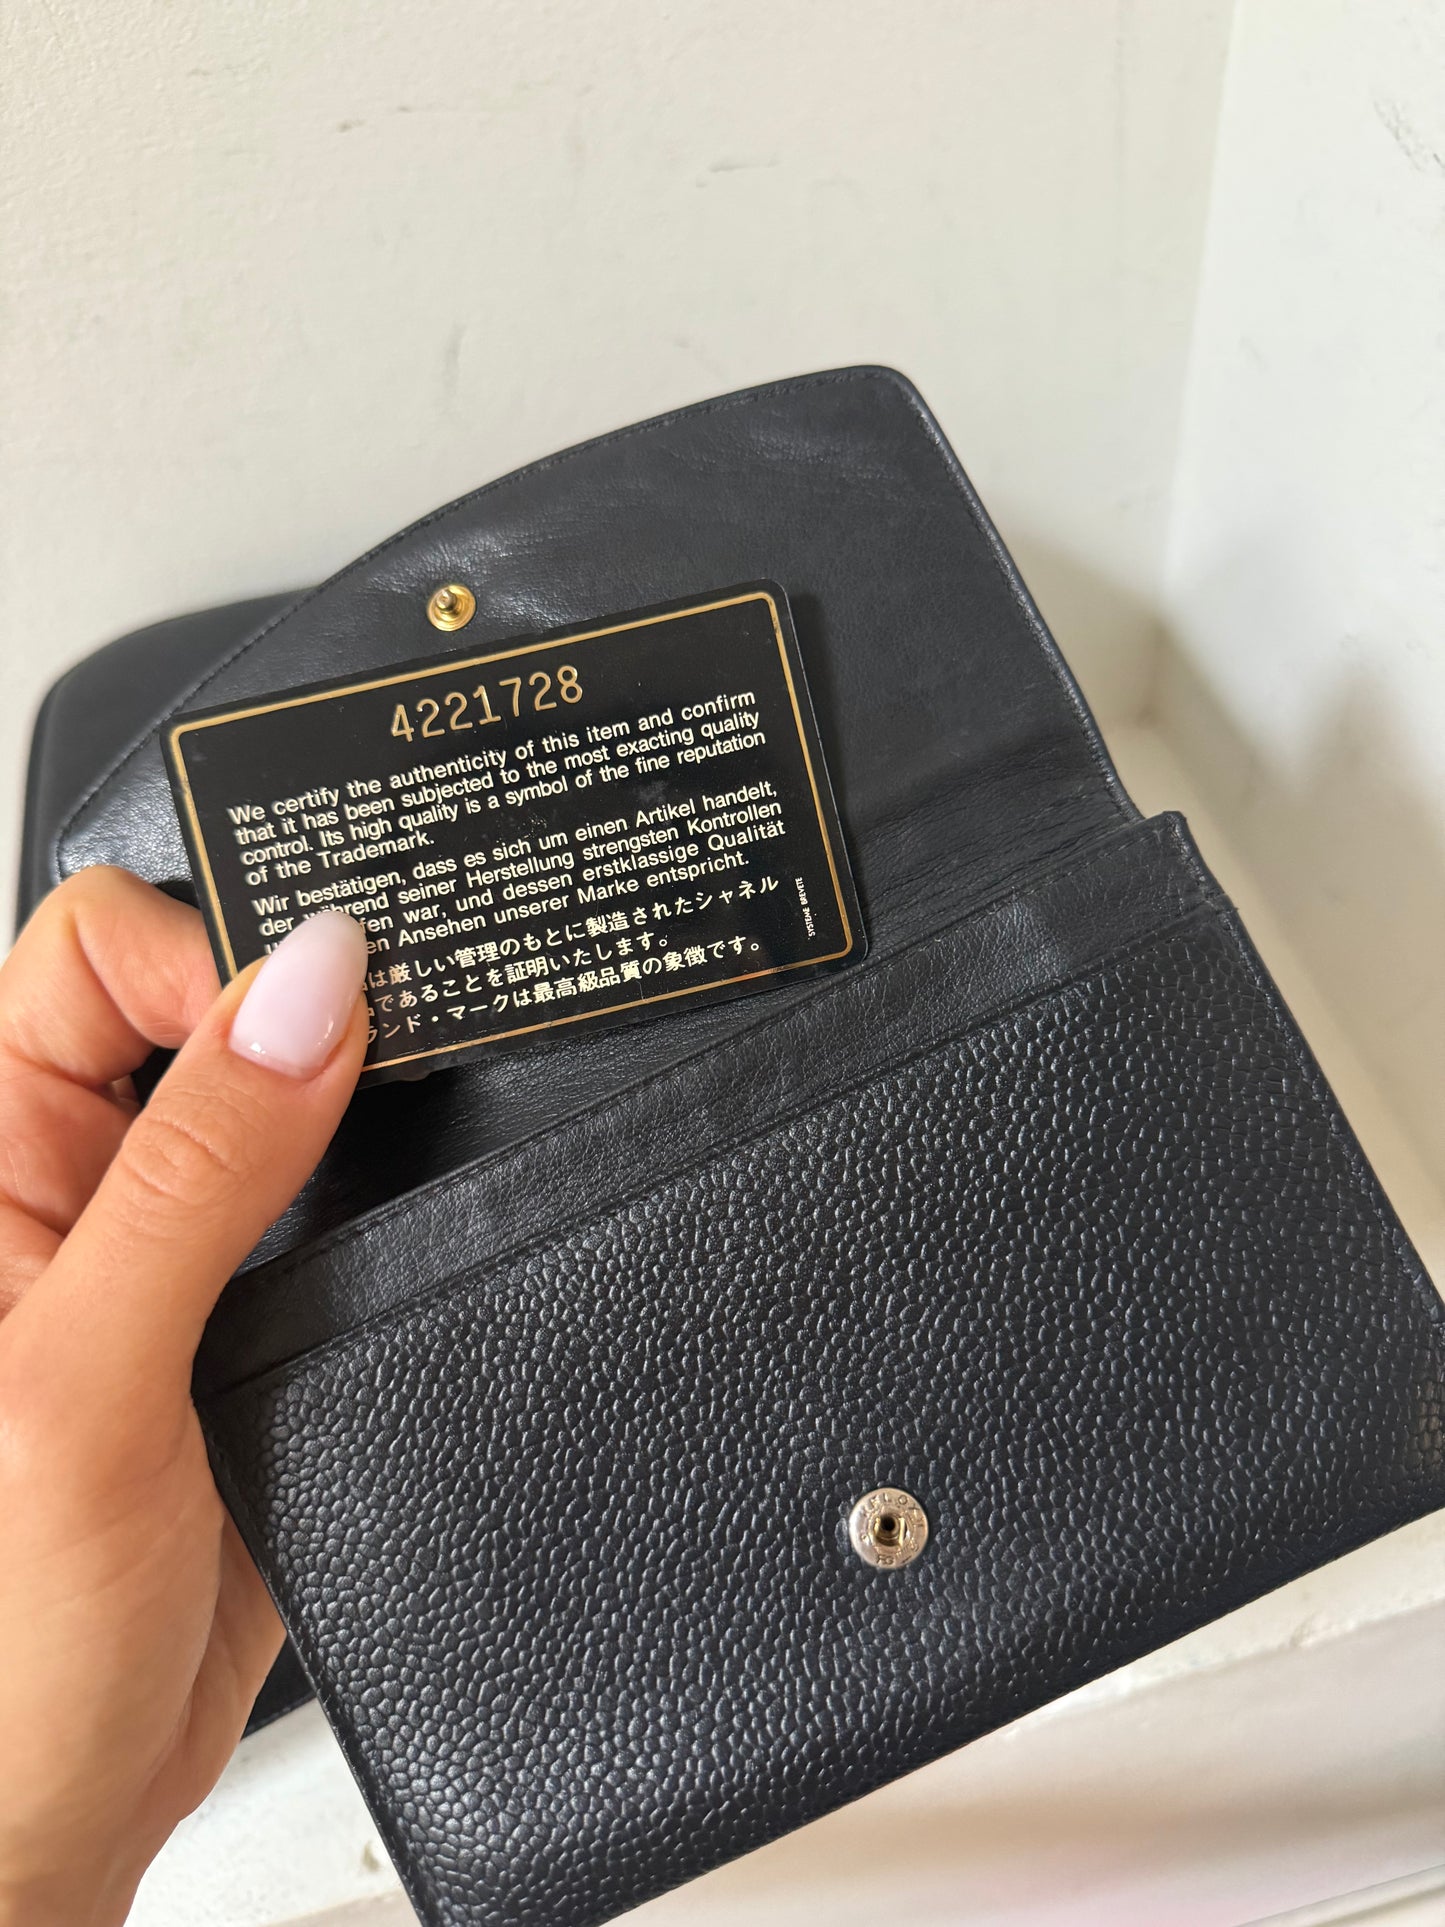 4221728
We certify the authenticity of this item and confirm
that it has been subjected to the most exacting quality
control. Its high quality is a symbol of the fine reputation
of the Trademark.
Wir bestätigen, dass es sich um einen Artikel handelt,
der während seiner Herstellung strengsten Kontrollen
war, und dessen erstklassige Qualität
Ansehen unserer Marke entspricht.
は厳しい管理のもとに製造されたシャネル
であることを証明いたします。
ランド・マークは最高級品質の象徴です。
SYSTEME BREVETE